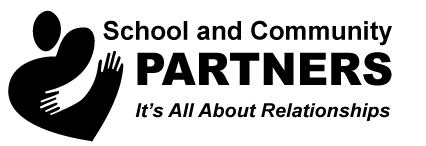 School and Community
PARTNERS
It's All About Relationships